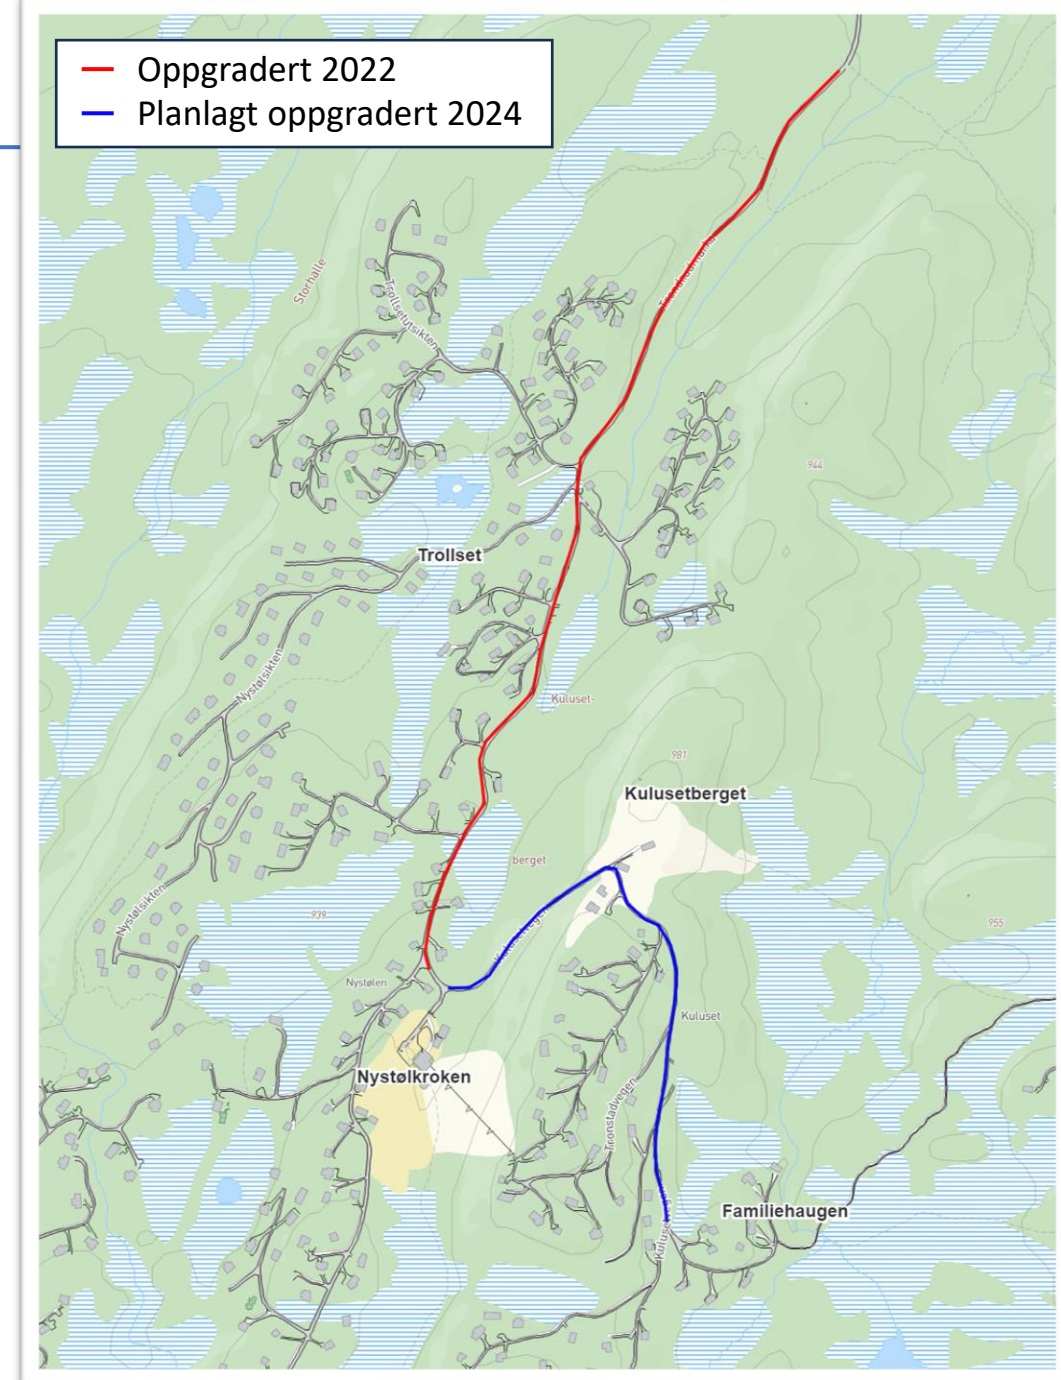 Oppgradert 2022
Planlagt oppgradert 2024
Storhalle
Trollsetutsikten
944
Trollset
Nystølsikten
Kuluset-
981
Kulusetberget
berget
Nystølsikten
939
955
Nystølen
Kuluset
Nystølkroken
Tronstadvegen
Familiehaugen